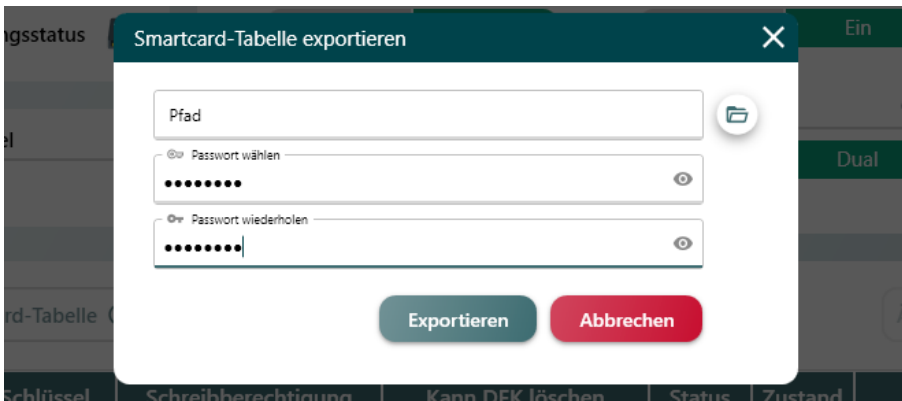 ngsstatus
Smartcard-Tabelle exportieren
Ein
Pfad
el
Passwort wählen
••••••••
Dual
Passwort wiederholen
••••••••
rd-Tabelle
Exportieren
Abbrechen
Schlüssel
Schreibberechtigung
Kann DEK löschen
Status
Zustand